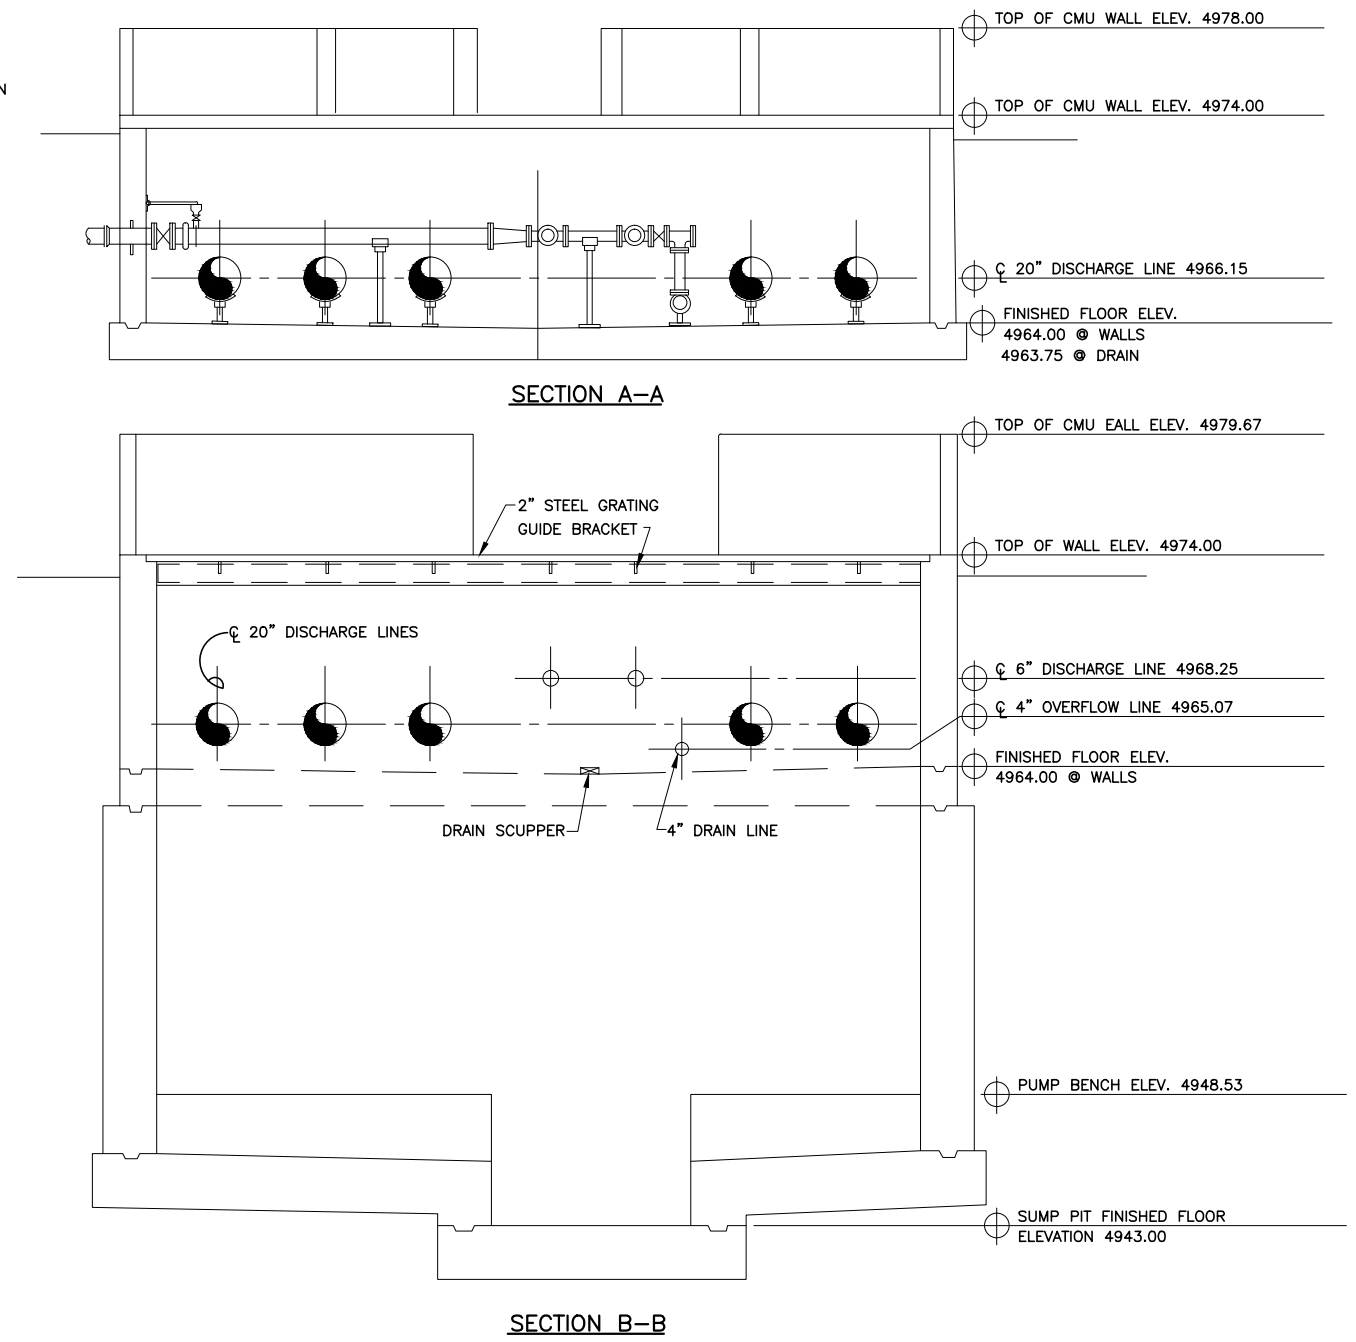 TOP OF CMU WALL ELEV. 4978.00
N
TOP OF CMU WALL ELEV. 4974.00
℄ 20" DISCHARGE LINE 4966.15
FINISHED FLOOR ELEV.
4964.00 @ WALLS
4963.75 @ DRAIN
SECTION A-A
TOP OF CMU EALL ELEV. 4979.67
2" STEEL GRATING
GUIDE BRACKET
TOP OF WALL ELEV. 4974.00
℄ 20" DISCHARGE LINES
℄ 6" DISCHARGE LINE 4968.25
℄ 4" OVERFLOW LINE 4965.07
FINISHED FLOOR ELEV.
4964.00 @ WALLS
DRAIN SCUPPER
4" DRAIN LINE
PUMP BENCH ELEV. 4948.53
SUMP PIT FINISHED FLOOR
ELEVATION 4943.00
SECTION B-B